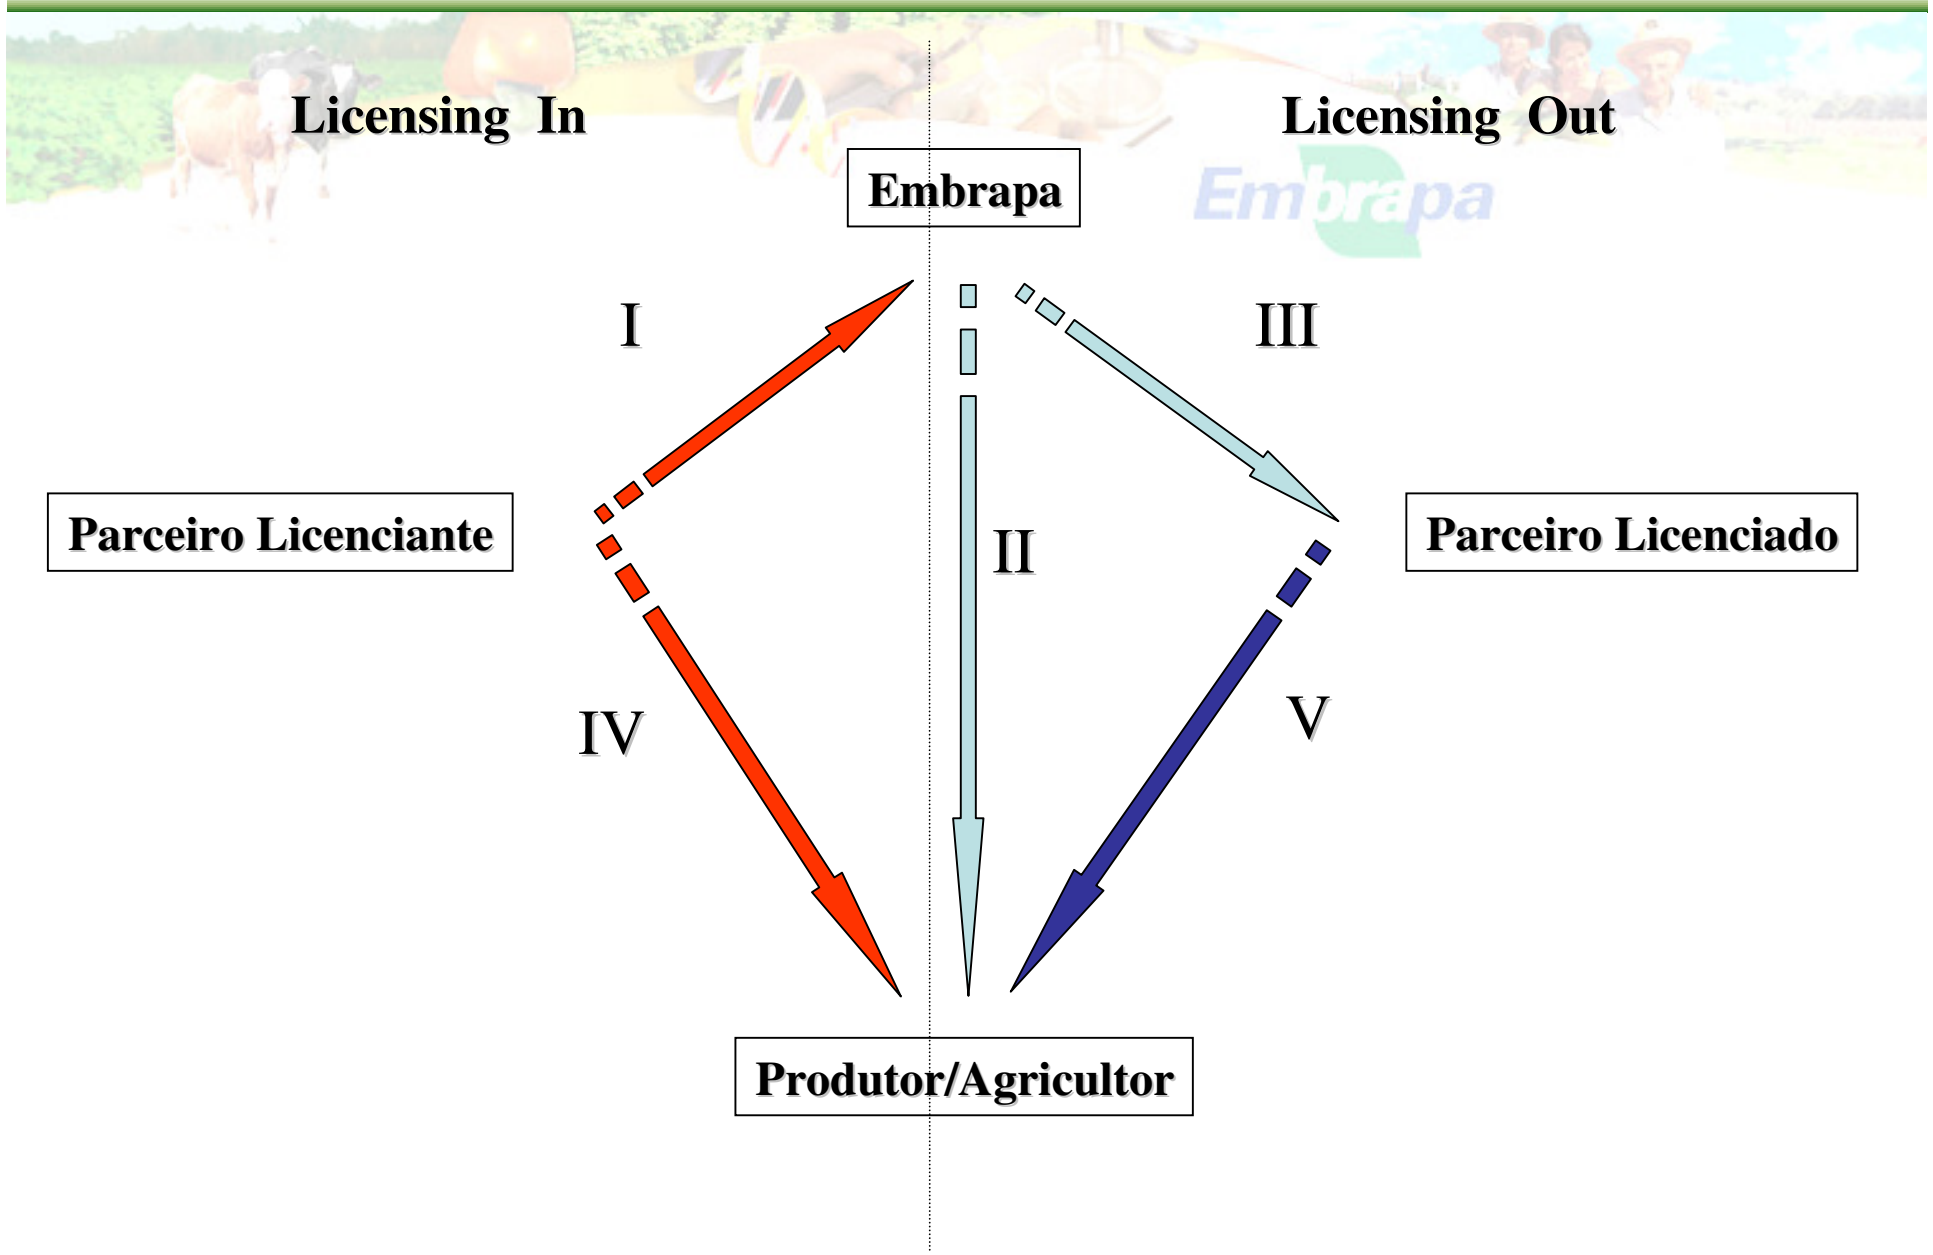 Licensing In
Licensing Out
Embrapa
Embrapa
I
III
Parceiro Licenciante
II
Parceiro Licenciado
IV
V
Produtor/Agricultor